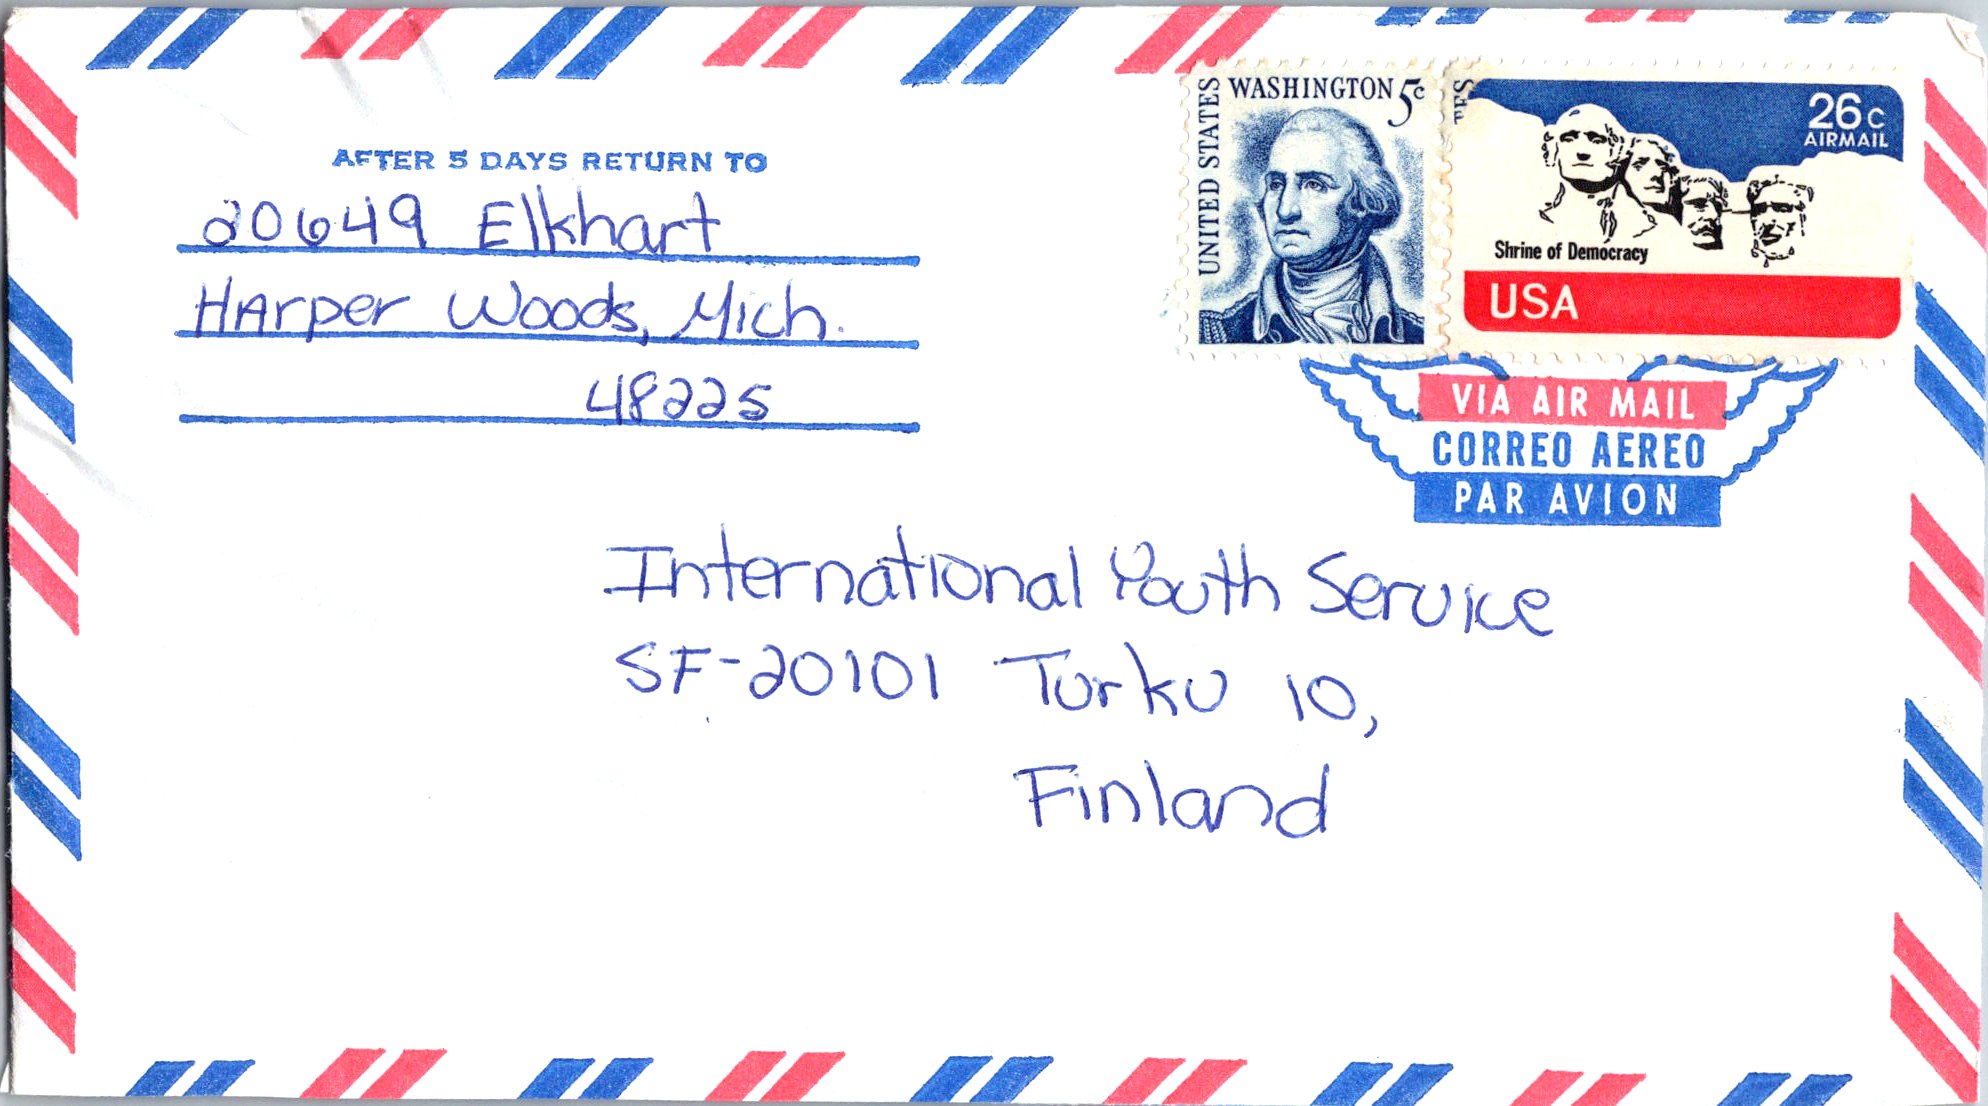 AFTER 5 DAYS RETURN TO
20649 Elkhart
Harper Woods, Mich.
48225
UNITED STATES
WASHINGTON 5c
TES
26c
AIRMAIL
Shrine of Democracy
USA
VIA AIR MAIL
CORREO AEREO
PAR AVION
International Youth Service
SF-20101 Turku 10,
Finland